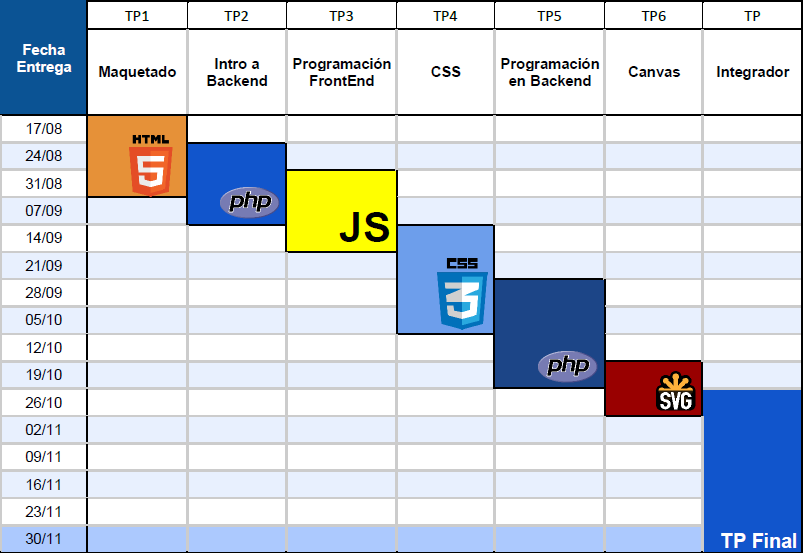 TP1 TP2 TP3 TP4 TP5 TP6 TP
Fecha
Entrega
Maquetado
Intro a
Backend
Programación
FrontEnd
CSS
Programación
en Backend
Canvas
Integrador
17/08
HTML
5
24/08
31/08
php
07/09
JS
14/09
21/09
CSS
3
28/09
05/10
12/10
php
19/10
SVG
26/10
02/11
09/11
16/11
23/11
30/11
TP Final